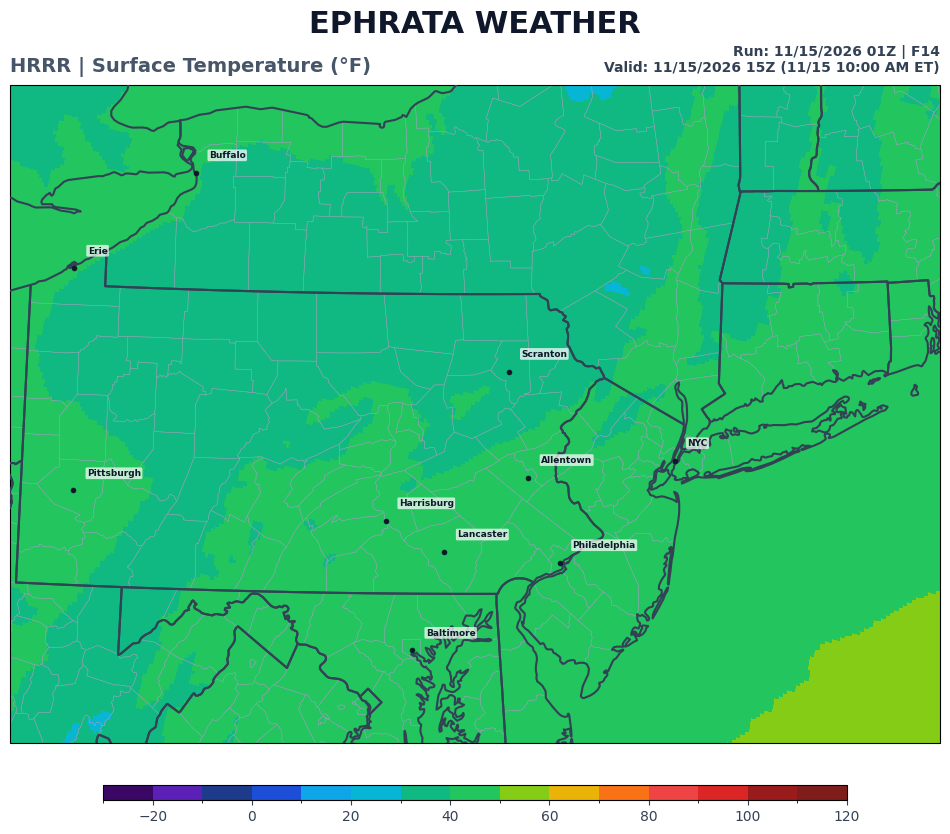 EPHRATA WEATHER
HRRR | Surface Temperature (°F)
Run: 11/15/2026 01Z | F14
Valid: 11/15/2026 15Z (11/15 10:00 AM ET)
Buffalo
Erie
Scranton
NYC
Allentown
Pittsburgh
Harrisburg
Lancaster
Philadelphia
Baltimore
−20 0 20 40 60 80 100 120